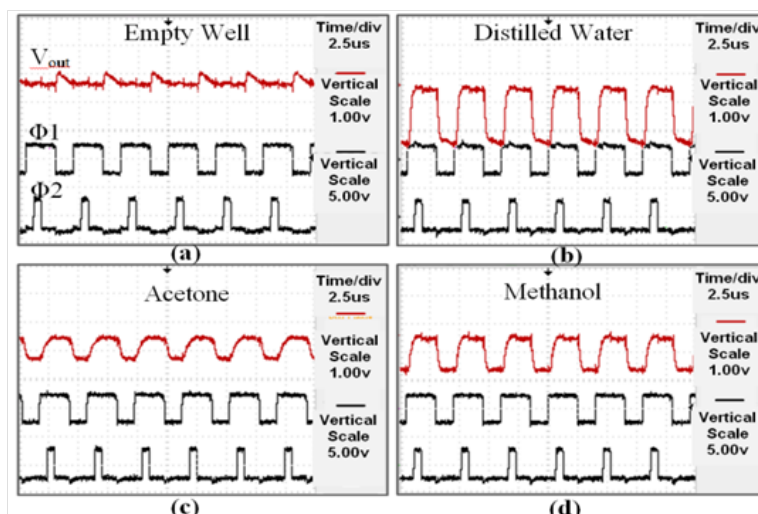 Empty Well
Vout
Φ1
Φ2
Time/div
2.5us
Vertical
Scale
1.00v
Vertical
Scale
5.00v
(a)
Distilled Water
Time/div
2.5us
Vertical
Scale
1.00v
Vertical
Scale
5.00v
(b)
Acetone
Time/div
2.5us
Vertical
Scale
1.00v
Vertical
Scale
5.00v
(c)
Methanol
Time/div
2.5us
Vertical
Scale
1.00v
Vertical
Scale
5.00v
(d)